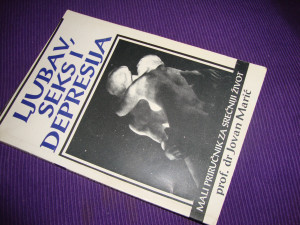 LJUBAV,
SEKS I,
DEPRESIJA
MALI PRIRUČNIK ZA SREĆNIJI ŽIVOT
prof. dr Jovan Marić